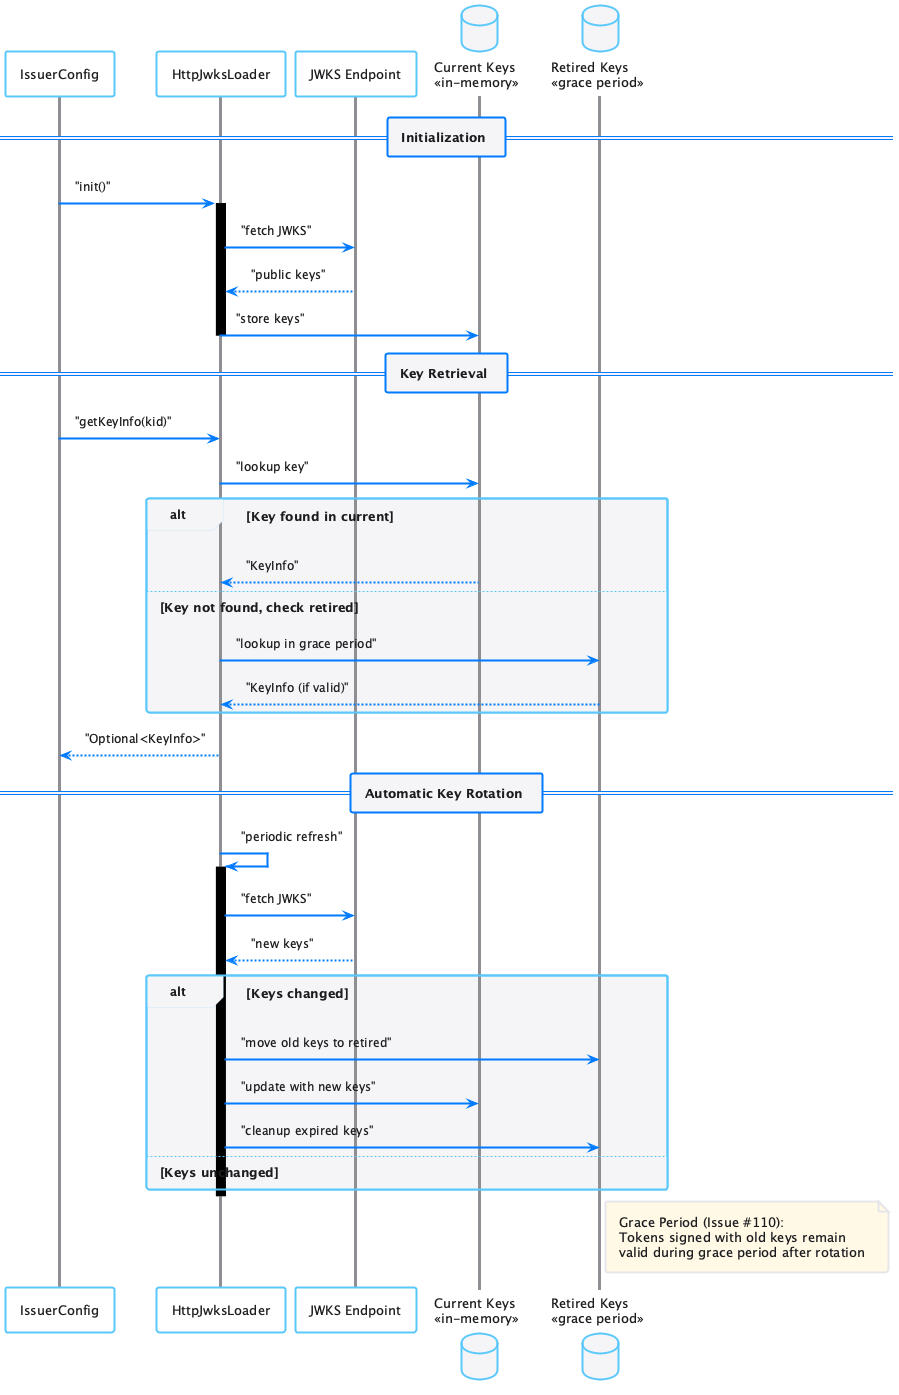 IssuerConfig
HttpJwksLoader
JWKS Endpoint
Current Keys
«in-memory»
Retired Keys
«grace period»
Initialization
"init()"
"fetch JWKS"
"public keys"
"store keys"
Key Retrieval
"getKeyInfo(kid)"
"lookup key"
alt
[Key found in current]
"KeyInfo"
[Key not found, check retired]
"lookup in grace period"
"KeyInfo (if valid)"
"Optional<KeyInfo>"
Automatic Key Rotation
"periodic refresh"
"fetch JWKS"
"new keys"
alt
[Keys changed]
"move old keys to retired"
"update with new keys"
"cleanup expired keys"
[Keys unchanged]
Grace Period (Issue #110):
Tokens signed with old keys remain
valid during grace period after rotation
IssuerConfig
HttpJwksLoader
JWKS Endpoint
Current Keys
«in-memory»
Retired Keys
«grace period»